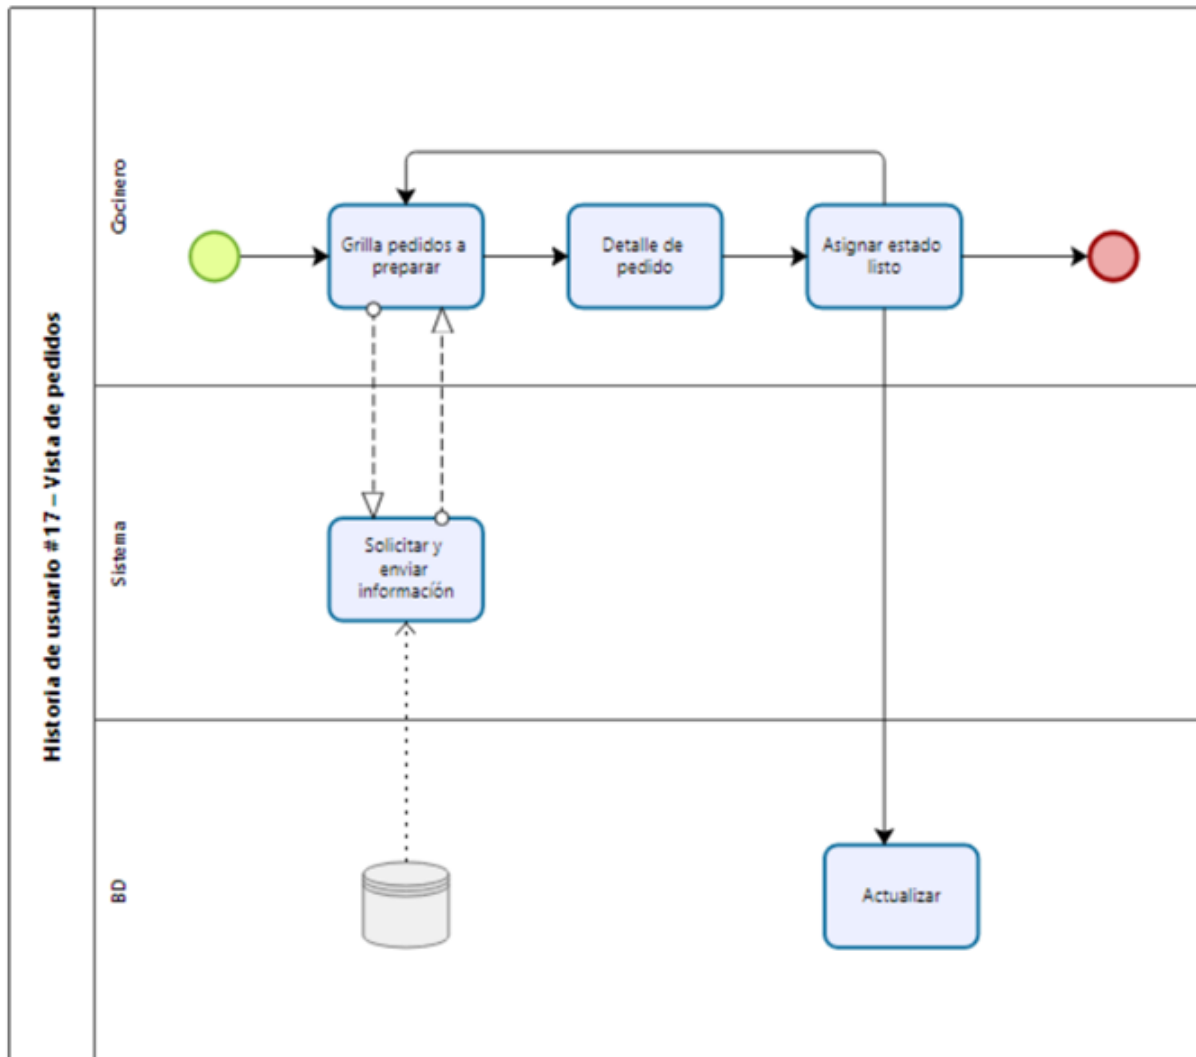 Historia de usuario #17 – Vista de pedidos
Cocinero
Grilla pedidos a
preparar
Detalle de
pedido
Asignar estado
listo
Sistema
Solicitar y
enviar
información
BD
Actualizar